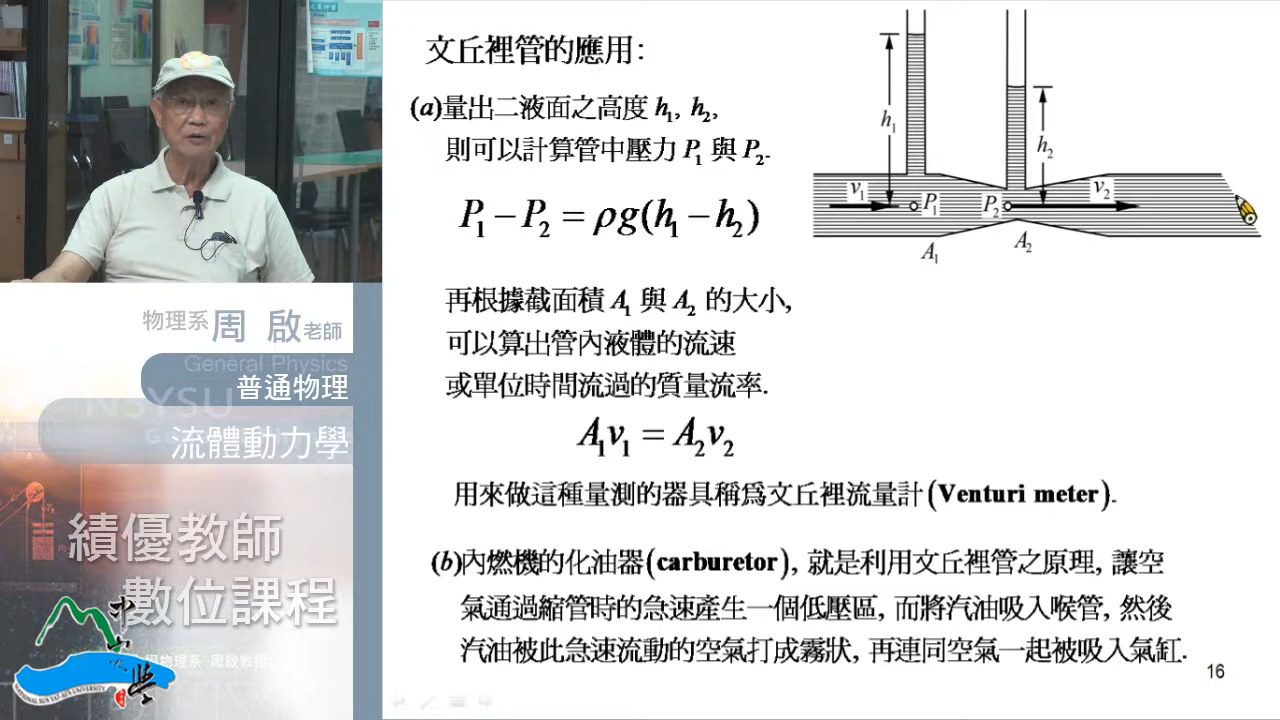 文丘裡管的應用:
(a)量出二液面之高度 h₁, h₂,
則可以計算管中壓力 P₁ 與 P₂.
P₁ − P₂ = ρg(h₁ − h₂)
再根據截面積 A₁ 與 A₂ 的大小,
可以算出管內液體的流速
或單位時間流過的質量流率.
A₁v₁ = A₂v₂
用來做這種量測的器具稱爲文丘裡流量計(Venturi meter).
(b)內燃機的化油器(carburetor), 就是利用文丘裡管之原理, 讓空
氣通過縮管時的急速產生一個低壓區, 而將汽油吸入喉管, 然後
汽油被此急速流動的空氣打成霧狀, 再連同空氣一起被吸入氣缸.
16
h₁
h₂
v₁
P₁
P₂
v₂
A₁
A₂
物理系周 啟老師
General Physics
普通物理
NSYSU
流體動力學
績優教師
數位課程